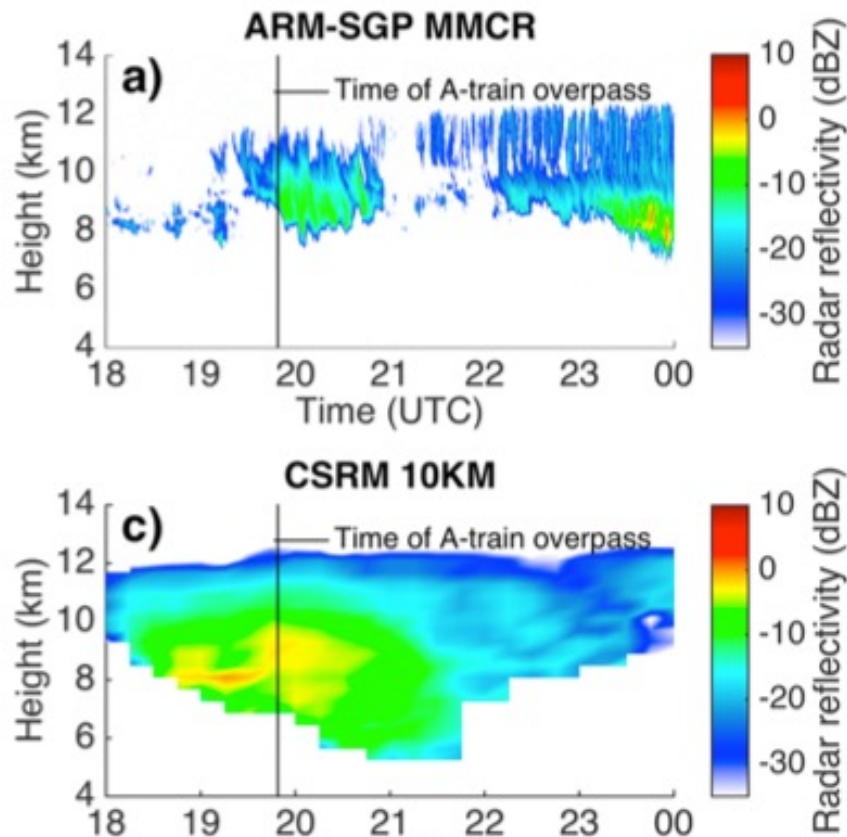 ARM-SGP MMCR
a)
Time of A-train overpass
14
12
10
8
6
4
Height (km)
18 19 20 21 22 23 00
Time (UTC)
10
0
-10
-20
-30
Radar reflectivity (dBZ)
CSRM 10KM
c)
Time of A-train overpass
14
12
10
8
6
4
Height (km)
18 19 20 21 22 23 00
10
0
-10
-20
-30
Radar reflectivity (dBZ)